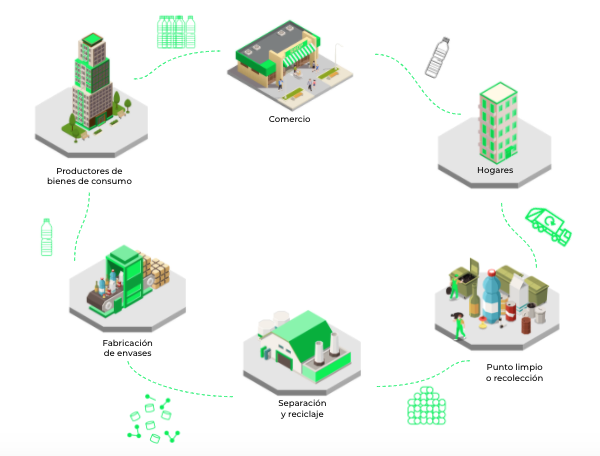 Comercio
Productores de
bienes de consumo
Hogares
Fabricación
de envases
Punto limpio
o recolección
Separación
y reciclaje